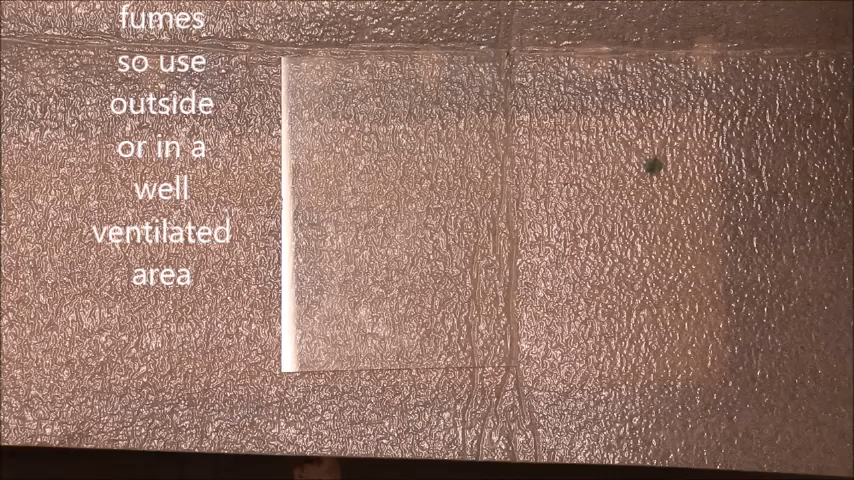 fumes
so use
outside
or in a
well
ventilated
area